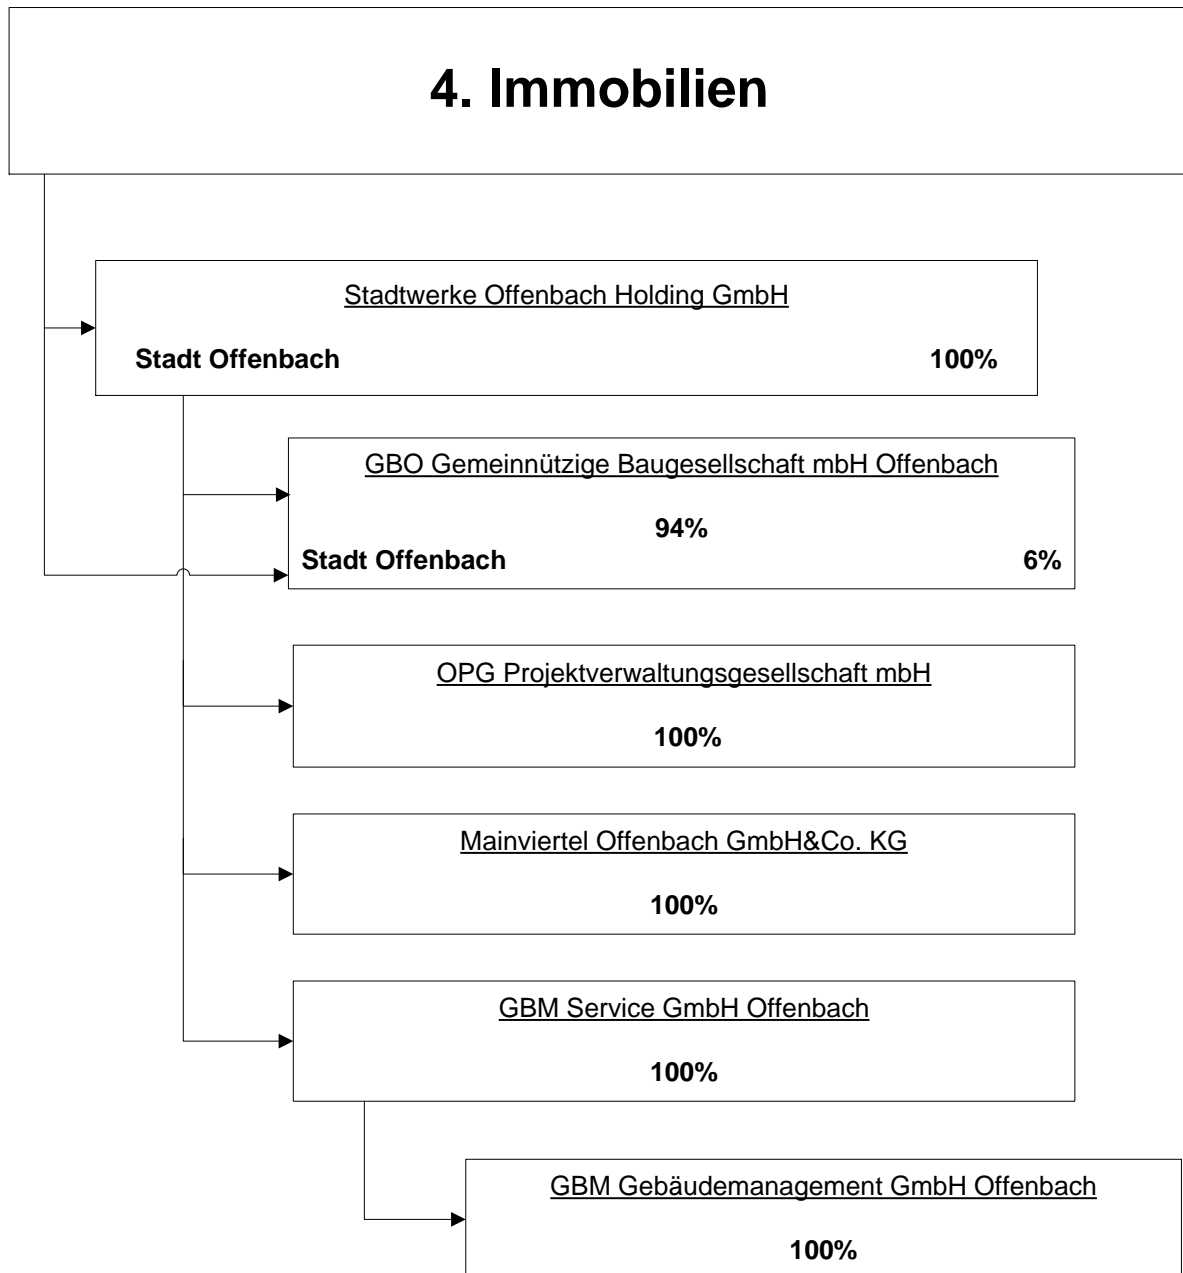 4. Immobilien
Stadtwerke Offenbach Holding GmbH
Stadt Offenbach 100%
GBO Gemeinnützige Baugesellschaft mbH Offenbach
94%
Stadt Offenbach 6%
OPG Projektverwaltungsgesellschaft mbH
100%
Mainviertel Offenbach GmbH&Co. KG
100%
GBM Service GmbH Offenbach
100%
GBM Gebäudemanagement GmbH Offenbach
100%